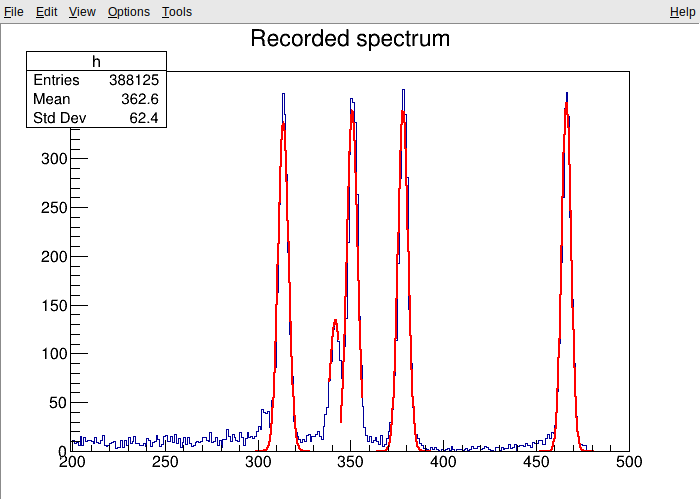 File Edit View Options Tools Help
Recorded spectrum
h
Entries 388125
Mean 362.6
Std Dev 62.4
300
250
200
150
100
50
0
200 250 300 350 400 450 500